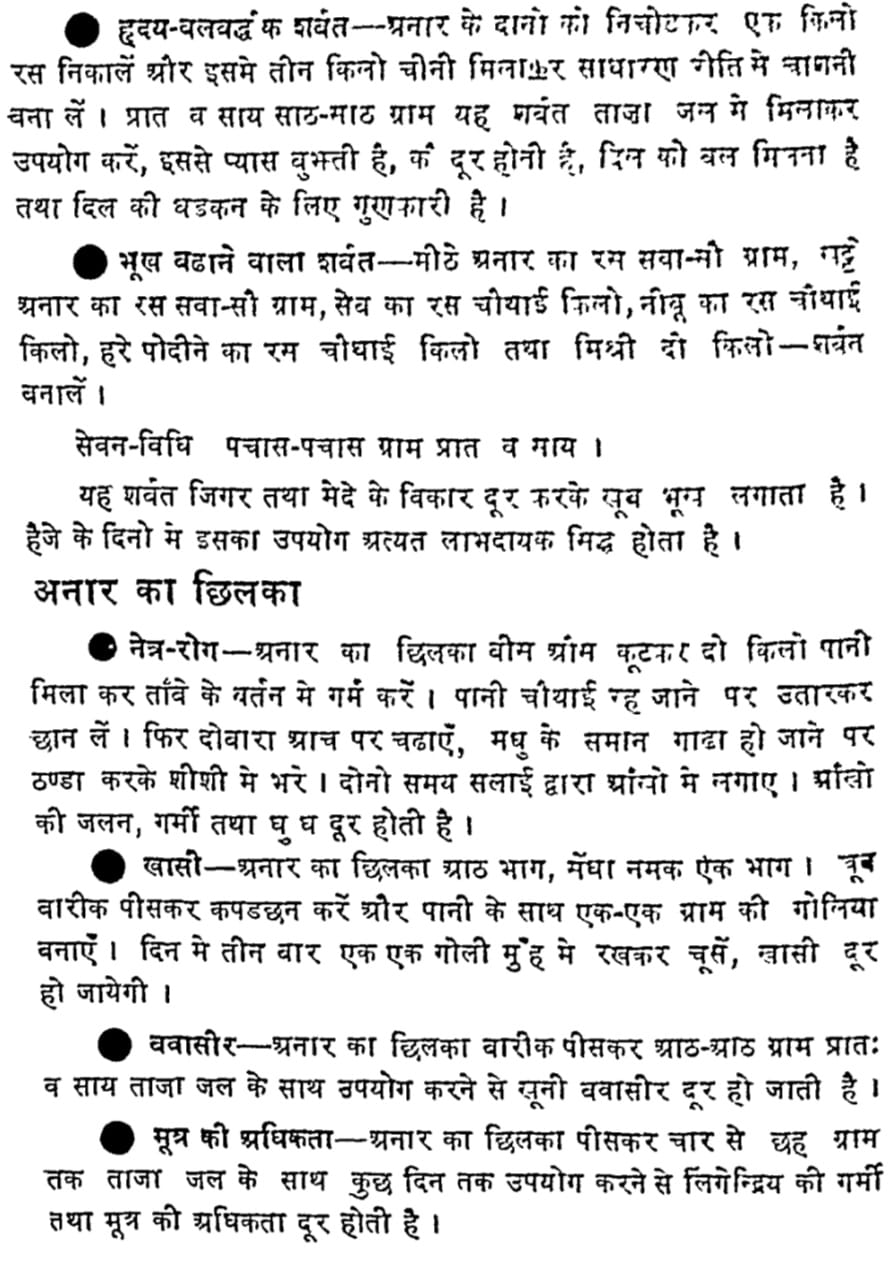 ● हृदय-बलवर्द्धक शर्बत—अनार के दानो को निचोडकर एक किलो
रस निकालें और इसमे तीन किलो चीनी मिलाकर साधारण रीति मे चाशनी
बना लें । प्रात व साय साठ-साठ ग्राम यह शर्बत ताज़ा जल मे मिलाकर
उपयोग करें, इससे प्यास बुझती है, कै दूर होती है, दिल को बल मिलता है
तथा दिल की धडकन के लिए गुणकारी है ।
● भूख बढाने वाला शर्बत—मीठे अनार का रस सवा-सौ ग्राम, खट्टे
अनार का रस सवा-सौ ग्राम, सेब का रस चौथाई किलो, नीबू का रस चौथाई
किलो, हरे पोदीने का रस चौथाई किलो तथा मिश्री दो किलो—शर्बत
बनालें ।
सेवन-विधि पचास-पचास ग्राम प्रात व साय ।
यह शर्बत जिगर तथा मेदे के विकार दूर करके खूब भूख लगाता है ।
हैजे के दिनो मे इसका उपयोग अत्यत लाभदायक सिद्ध होता है ।
अनार का छिलका
● नेत्र-रोग—अनार का छिलका बीस ग्राम कूटकर दो किलो पानी
मिला कर ताँबे के बर्तन मे गर्म करें । पानी चौथाई रह जाने पर उतारकर
छान लें । फिर दोबारा आच पर चढाएँ, मधु के समान गाढा हो जाने पर
ठण्डा करके शीशी मे भरे । दोनो समय सलाई द्वारा आंखो मे लगाए । आंखो
की जलन, गर्मी तथा धुध दूर होती है ।
● खासी—अनार का छिलका आठ भाग, सेंधा नमक एक भाग । खूब
बारीक पीसकर कपडछन करें और पानी के साथ एक-एक ग्राम की गोलिया
बनाएँ । दिन मे तीन बार एक एक गोली मुँह मे रखकर चूसें, खासी दूर
हो जायेगी ।
● बवासीर—अनार का छिलका बारीक पीसकर आठ-आठ ग्राम प्रातः
व साय ताजा जल के साथ उपयोग करने से खूनी बवासीर दूर हो जाती है ।
● मूत्र की अधिकता—अनार का छिलका पीसकर चार से छह ग्राम
तक ताजा जल के साथ कुछ दिन तक उपयोग करने से लिगेन्द्रिय की गर्मी
तथा मूत्र की अधिकता दूर होती है ।